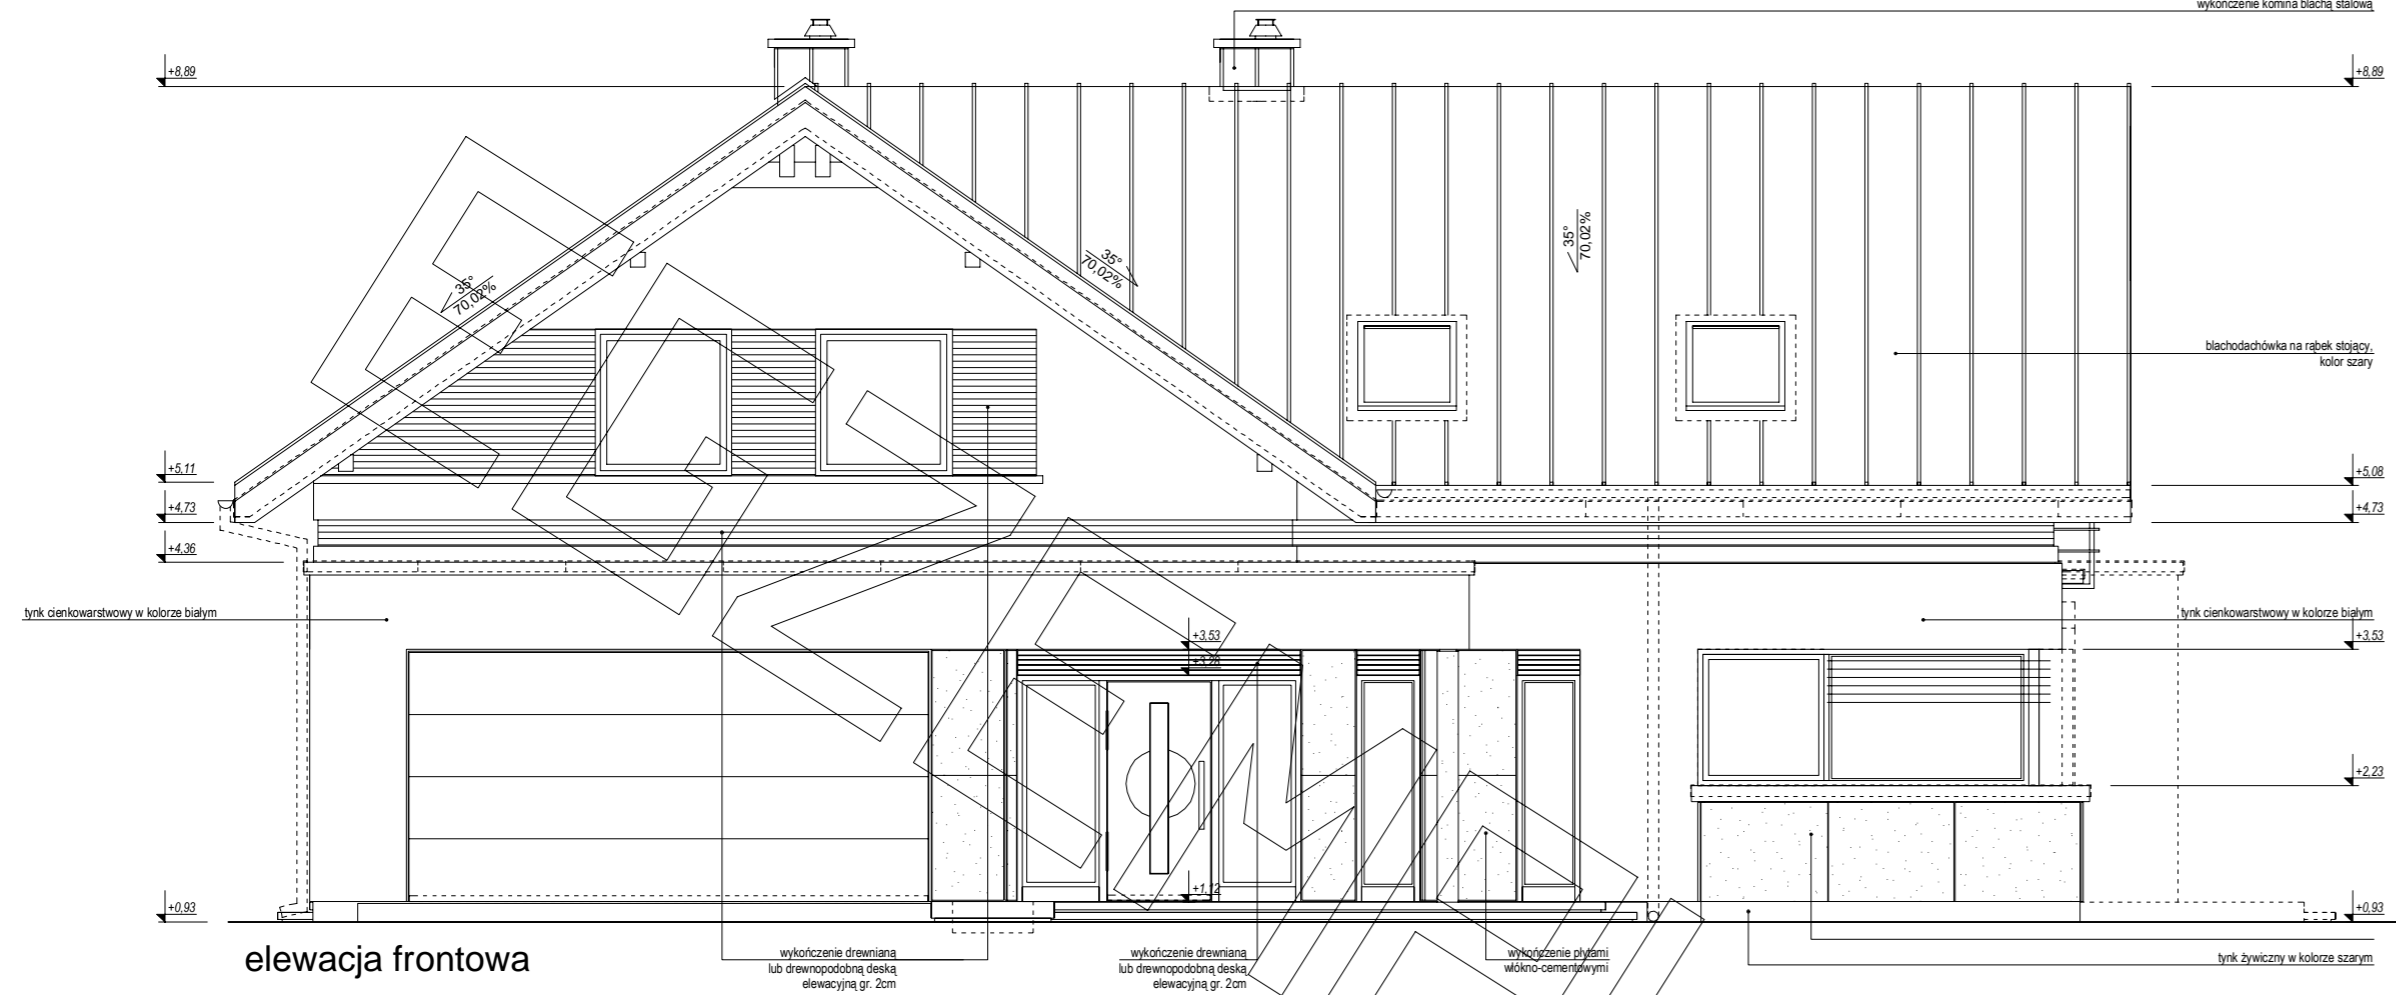 wykończenie komina blachą stalową
+8,89
+8,89
35°
70,02%
35°
70,02%
35°
70,02%
blachodachówka na rąbek stojący,
kolor szary
+5,11
+5,08
+4,73
+4,73
+4,36
tynk cienkowarstwowy w kolorze białym
tynk cienkowarstwowy w kolorze białym
+3,53
+3,28
+3,53
+2,23
+1,12
+0,93
+0,93
elewacja frontowa
wykończenie drewnianą
lub drewnopodobną deską
elewacyjną gr. 2cm
wykończenie drewnianą
lub drewnopodobną deską
elewacyjną gr. 2cm
wykończenie płytami
włókno-cementowymi
tynk żywiczny w kolorze szarym